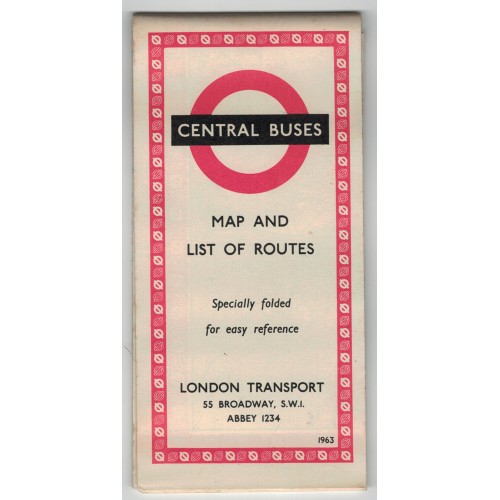 CENTRAL BUSES
MAP AND
LIST OF ROUTES
Specially folded
for easy reference
LONDON TRANSPORT
55 BROADWAY, S.W.1.
ABBEY 1234
1963